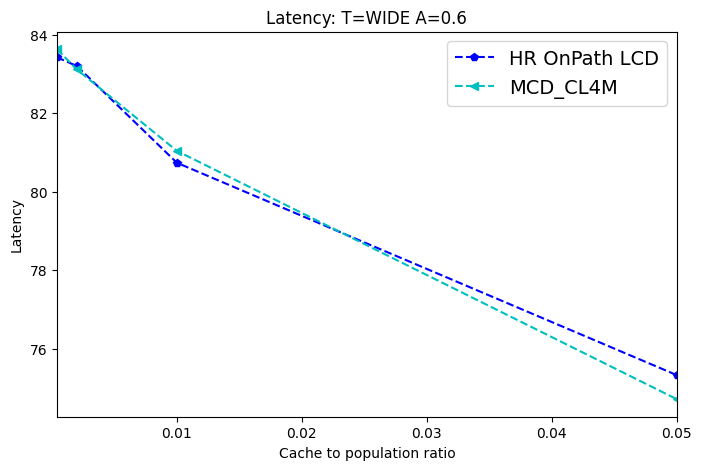 Latency: T=WIDE A=0.6
HR OnPath LCD
MCD_CL4M
84
82
80
78
76
Latency
0.01
0.02
0.03
0.04
0.05
Cache to population ratio